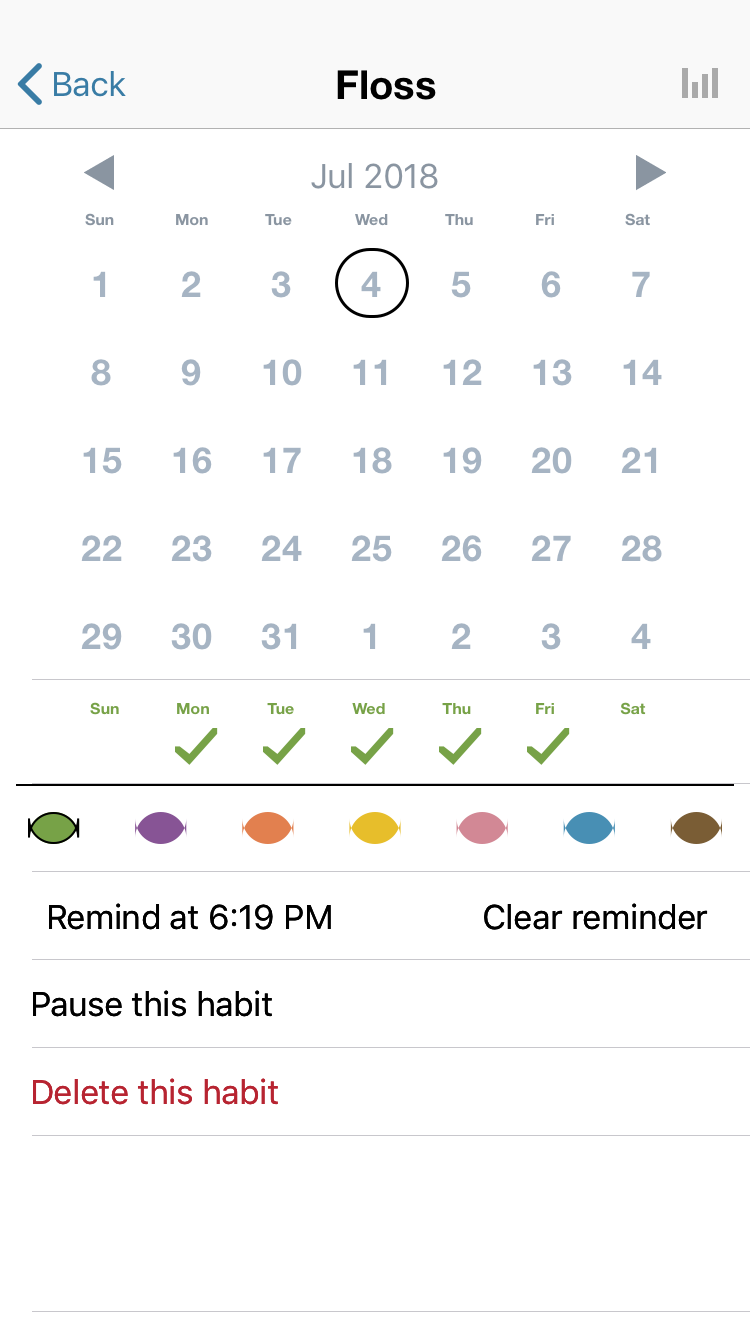 Back Floss
Jul 2018
Sun Mon Tue Wed Thu Fri Sat
1 2 3 4 5 6 7
8 9 10 11 12 13 14
15 16 17 18 19 20 21
22 23 24 25 26 27 28
29 30 31 1 2 3 4
Sun Mon Tue Wed Thu Fri Sat
Remind at 6:19 PM Clear reminder
Pause this habit
Delete this habit